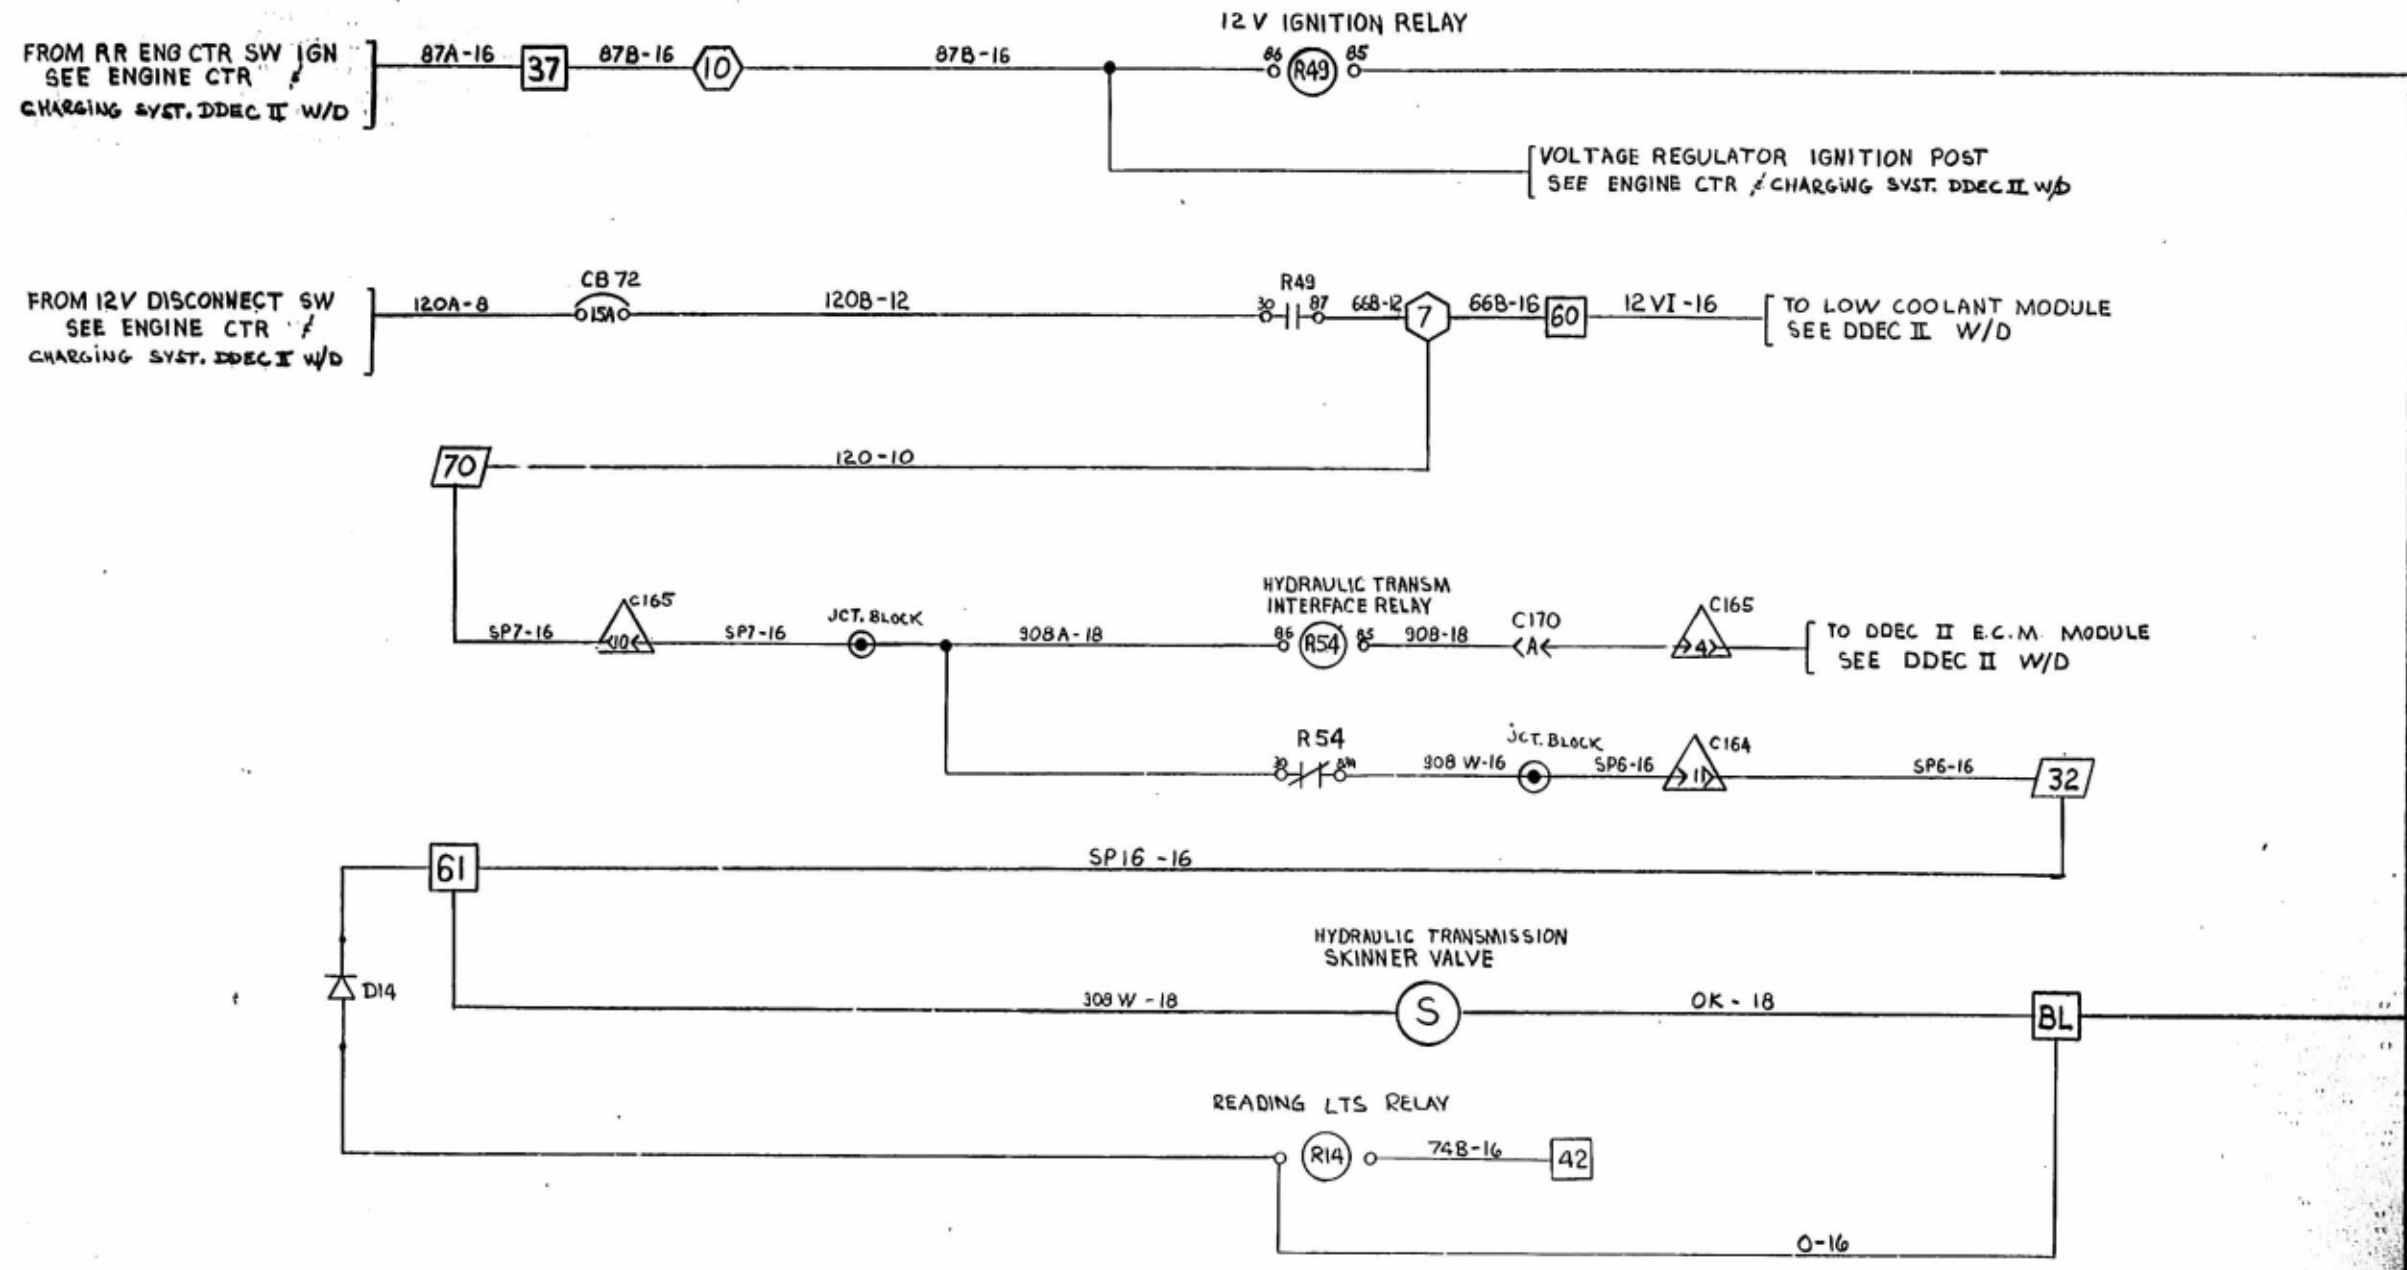 12 V IGNITION RELAY
FROM RR ENG CTR SW IGN
SEE ENGINE CTR &
CHARGING SYST. DDEC II W/D
87A-16
37
87B-16
10
87B-16
86
R49
85
VOLTAGE REGULATOR IGNITION POST
SEE ENGINE CTR & CHARGING SYST. DDEC II W/D
FROM 12V DISCONNECT SW
SEE ENGINE CTR &
CHARGING SYST. DDEC II W/D
120A-8
CB 72
15A
120B-12
R49
30
87
66B-12
7
66B-16
60
12VI-16
TO LOW COOLANT MODULE
SEE DDEC II W/D
70
120-10
SP7-16
C165
10
SP7-16
JCT. BLOCK
908A-18
HYDRAULIC TRANSM
INTERFACE RELAY
86
R54
85
908-18
C170
A
C165
4
TO DDEC II E.C.M. MODULE
SEE DDEC II W/D
R54
30
908 W-16
JCT. BLOCK
SP6-16
C164
SP6-16
32
61
SP16-16
D14
HYDRAULIC TRANSMISSION
SKINNER VALVE
908W-18
S
OK-18
BL
READING LTS RELAY
R14
74B-16
42
0-16